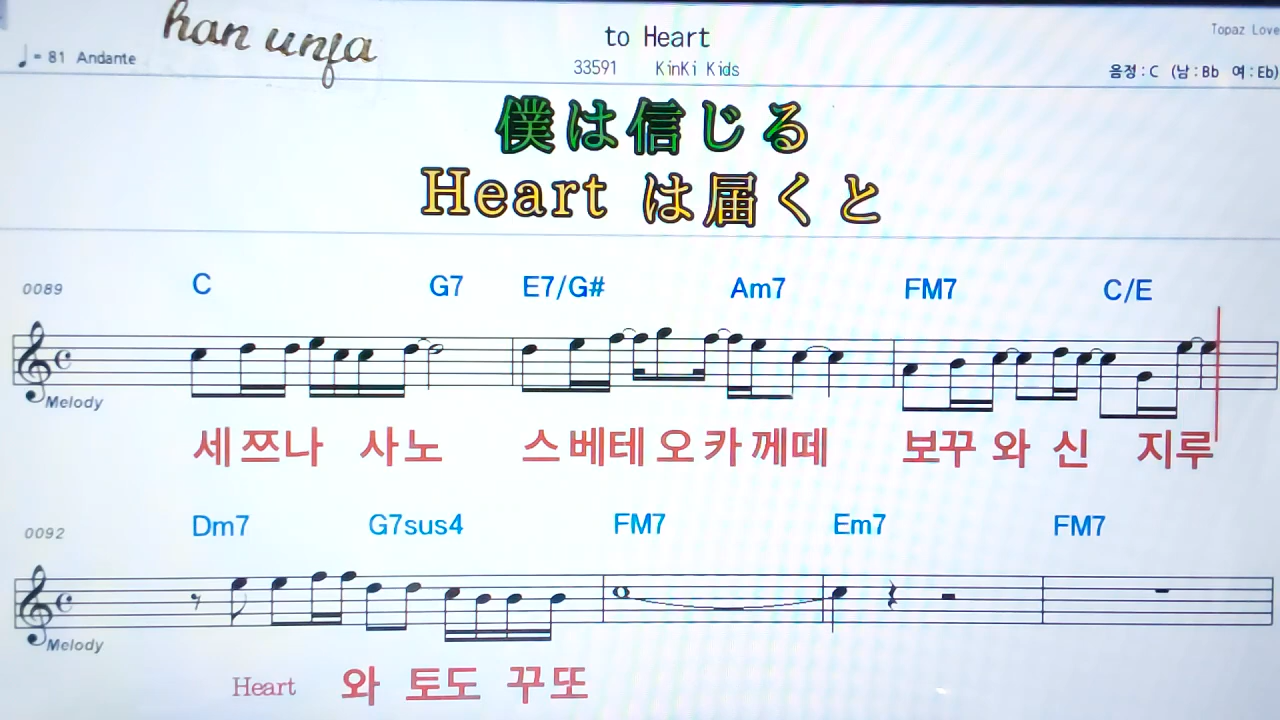 han unfa
to Heart
Topaz Love
♩= 81 Andante
33591 KinKi Kids
음정 : C (남 : Bb 여 : Eb)
僕は信じる
Heart は届くと
0089 C G7 E7/G# Am7 FM7 C/E
Melody
세 쯔나 사노 스베테 오카께떼 보꾸 와 신 지루
0092 Dm7 G7sus4 FM7 Em7 FM7
Melody
Heart 와 토도 꾸또